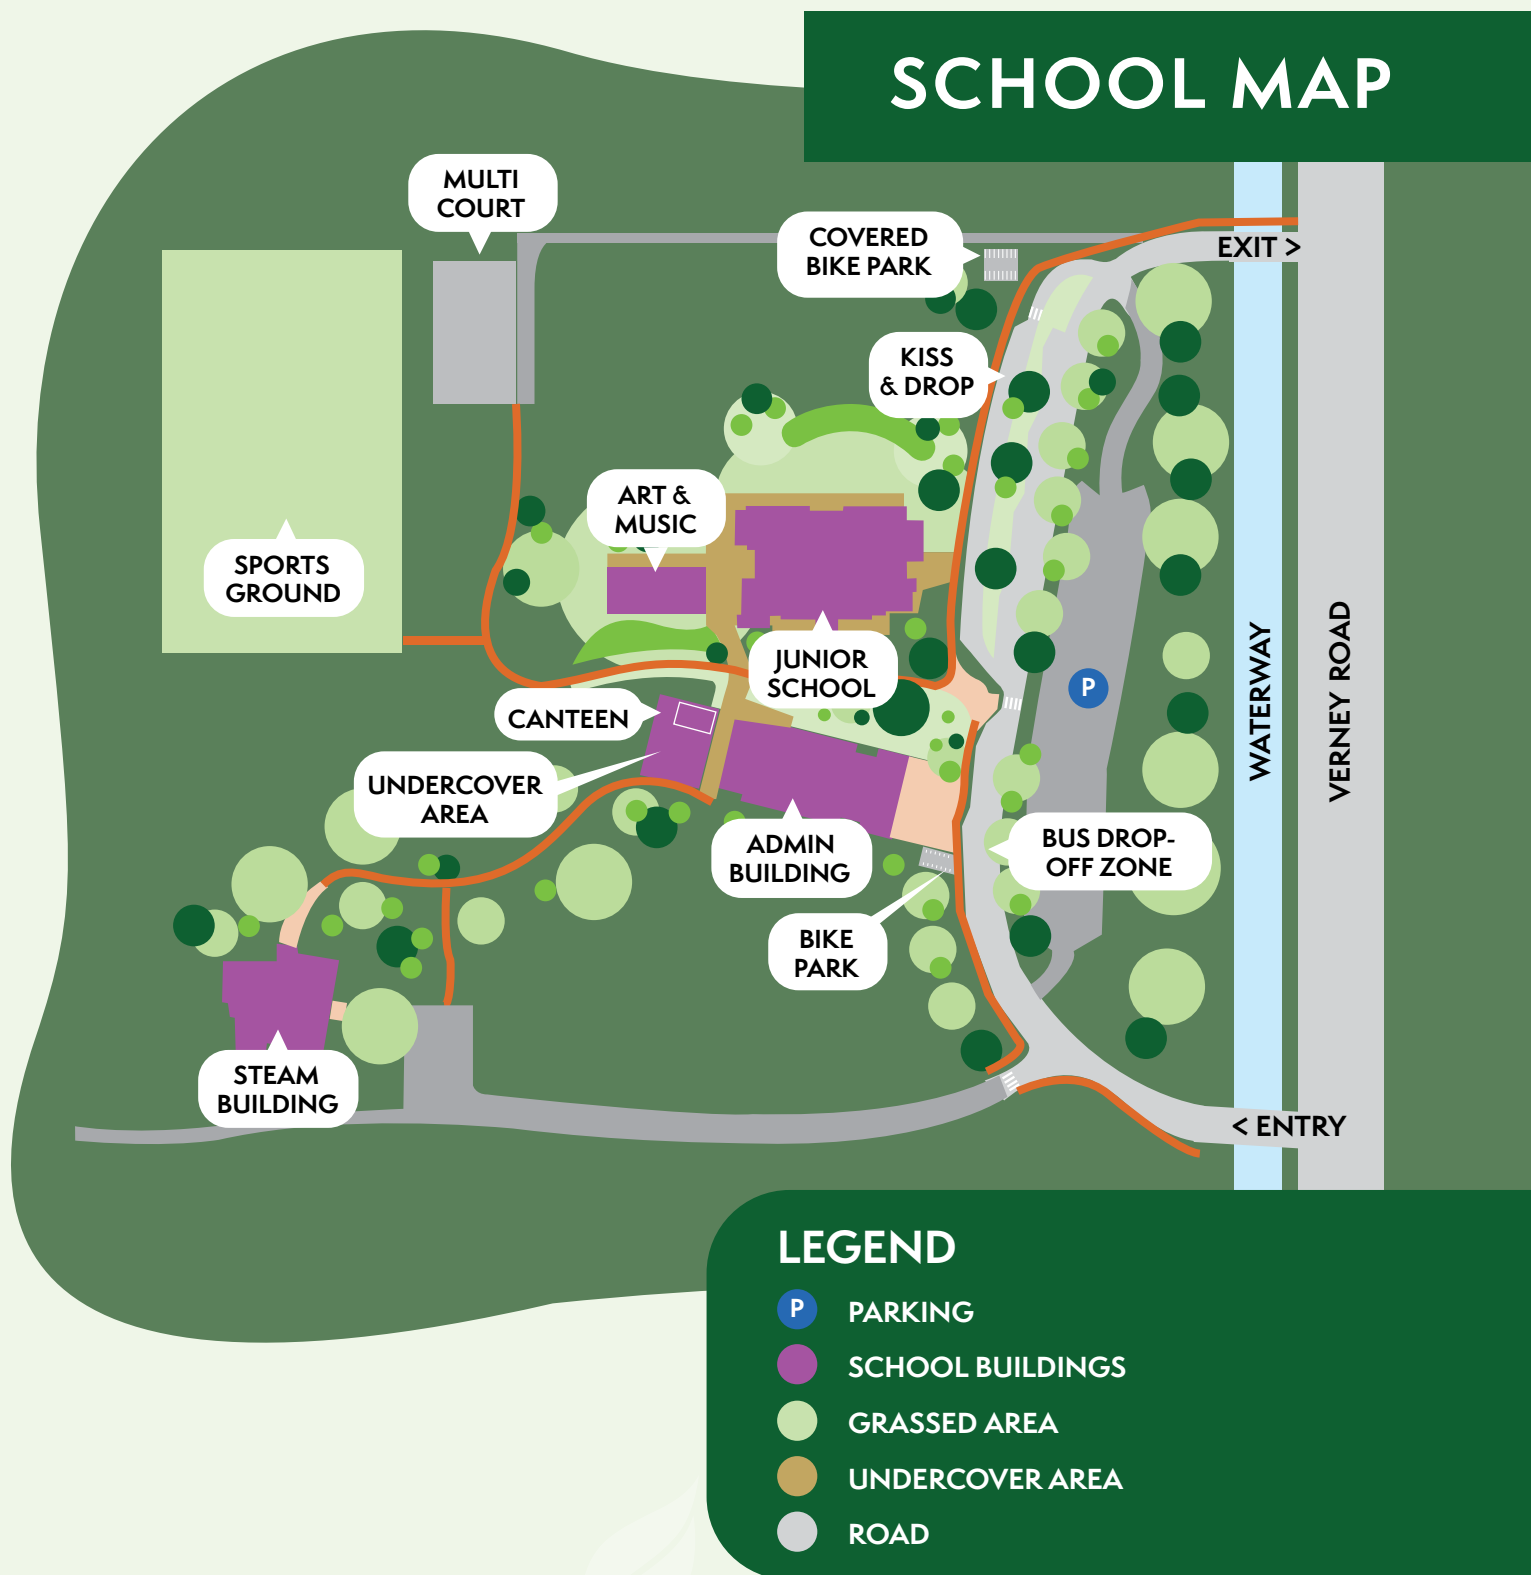 SCHOOL MAP
MULTI
COURT
COVERED
BIKE PARK
EXIT >
KISS
& DROP
ART &
MUSIC
SPORTS
GROUND
JUNIOR
SCHOOL
CANTEEN
P
WATERWAY
VERNEY ROAD
UNDERCOVER
AREA
ADMIN
BUILDING
BUS DROP-
OFF ZONE
BIKE
PARK
STEAM
BUILDING
< ENTRY
LEGEND
P PARKING
SCHOOL BUILDINGS
GRASSED AREA
UNDERCOVER AREA
ROAD